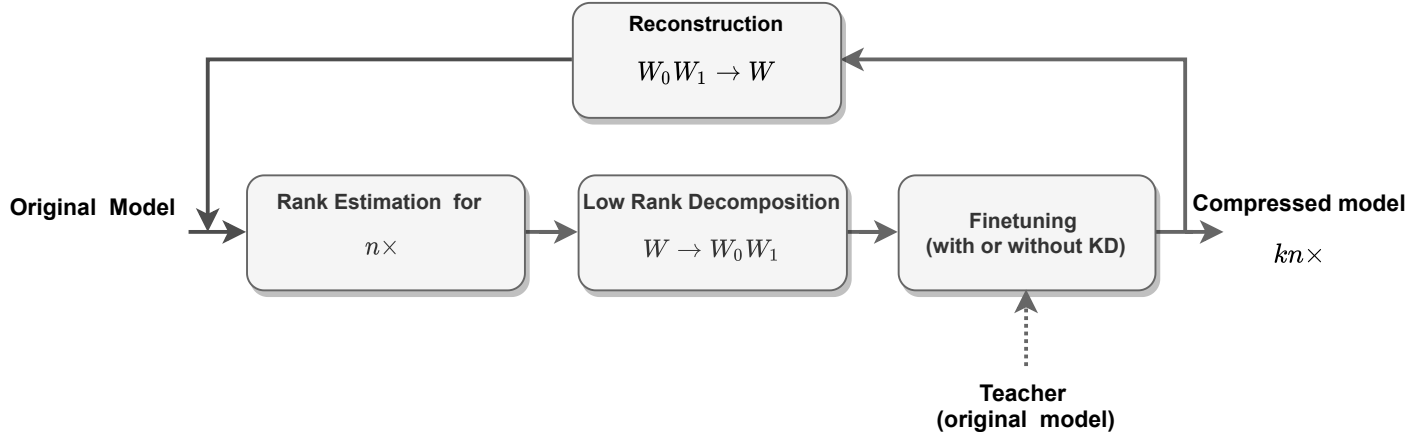 Reconstruction
W₀W₁ → W
Original Model
Rank Estimation for
n×
Low Rank Decomposition
W → W₀W₁
Finetuning
(with or without KD)
Compressed model
kn×
Teacher
(original model)